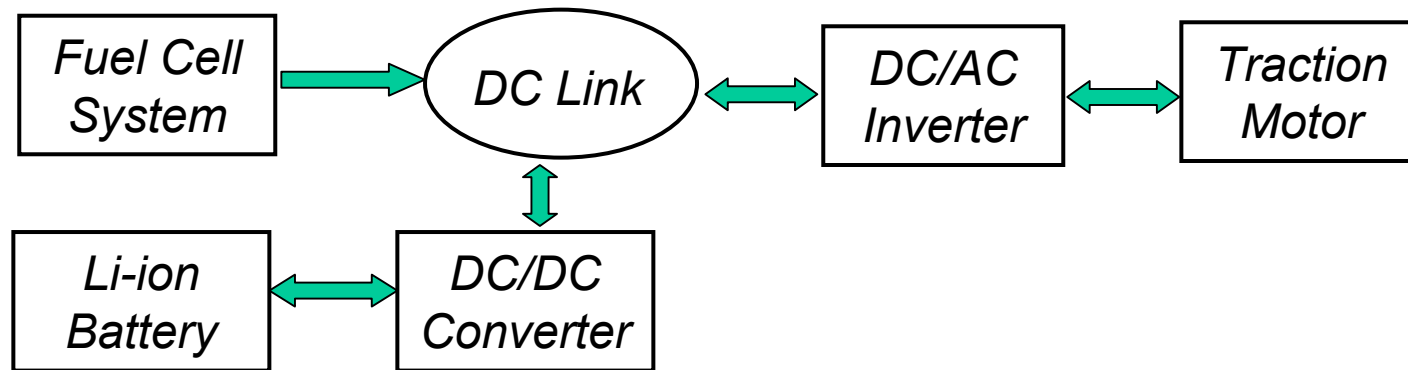 Fuel Cell
System
DC Link
DC/AC
Inverter
Traction
Motor
Li-ion
Battery
DC/DC
Converter